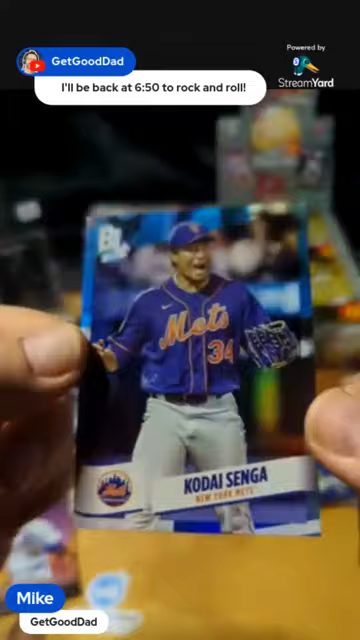 GetGoodDad
Powered by
StreamYard
I'll be back at 6:50 to rock and roll!
BL
Mets
34
KODAI SENGA
NEW YORK METS
Mike
GetGoodDad